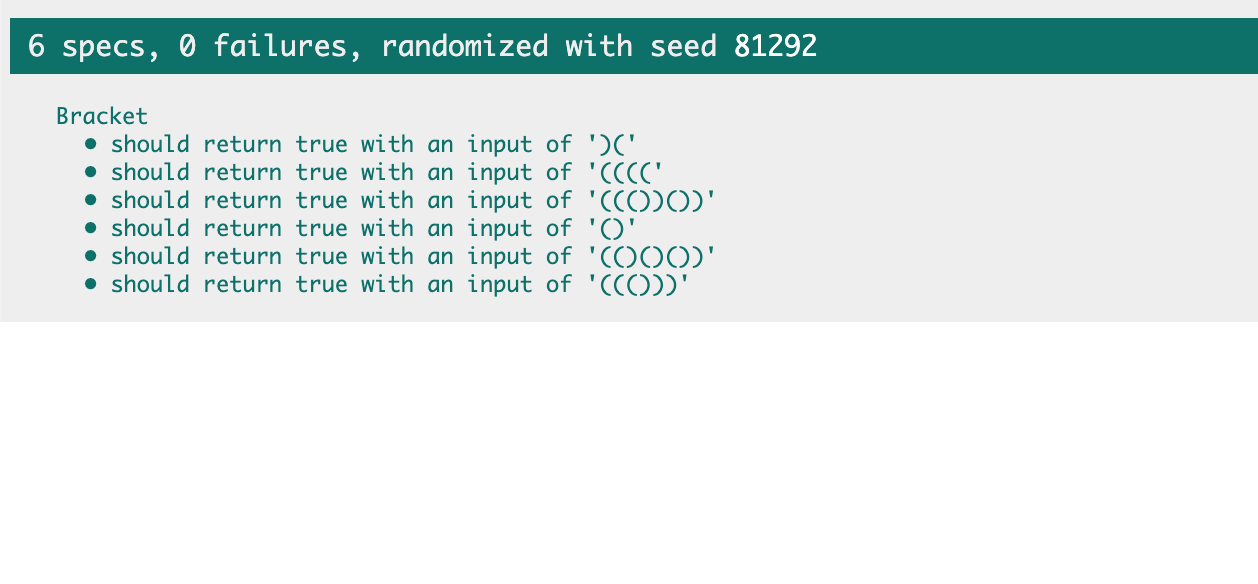 6 specs, 0 failures, randomized with seed 81292
Bracket
• should return true with an input of ')('
• should return true with an input of '(((('
• should return true with an input of '((())())'
• should return true with an input of '()'
• should return true with an input of '(()()())'
• should return true with an input of '((()))'